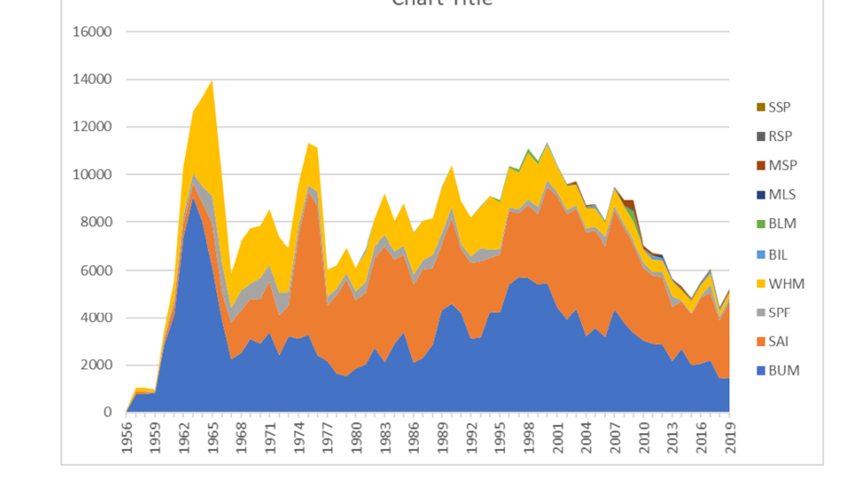 Chart Title
16000
14000
12000
10000
8000
6000
4000
2000
0
1956 1959 1962 1965 1968 1971 1974 1977 1980 1983 1986 1989 1992 1995 1998 2001 2004 2007 2010 2013 2016 2019
SSP
RSP
MSP
MLS
BLM
BIL
WHM
SPF
SAI
BUM